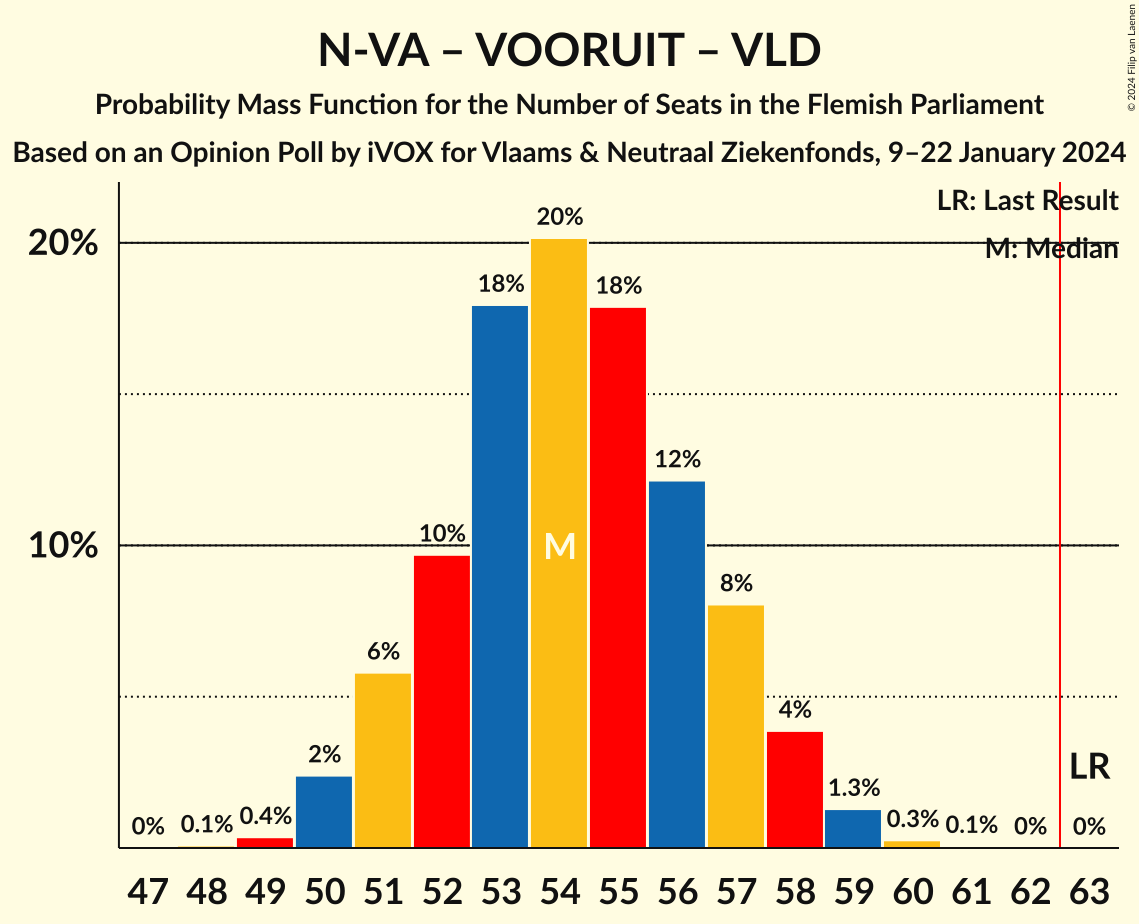 © 2024 Filip van Laenen
N-VA – VOORUIT – VLD
Probability Mass Function for the Number of Seats in the Flemish Parliament
Based on an Opinion Poll by iVOX for Vlaams & Neutraal Ziekenfonds, 9–22 January 2024
LR: Last Result
M: Median
20%
10%
0% 0.1% 0.4% 2% 6% 10% 18% 20% 18% 12% 8% 4% 1.3% 0.3% 0.1% 0% 0%
M
LR
47 48 49 50 51 52 53 54 55 56 57 58 59 60 61 62 63